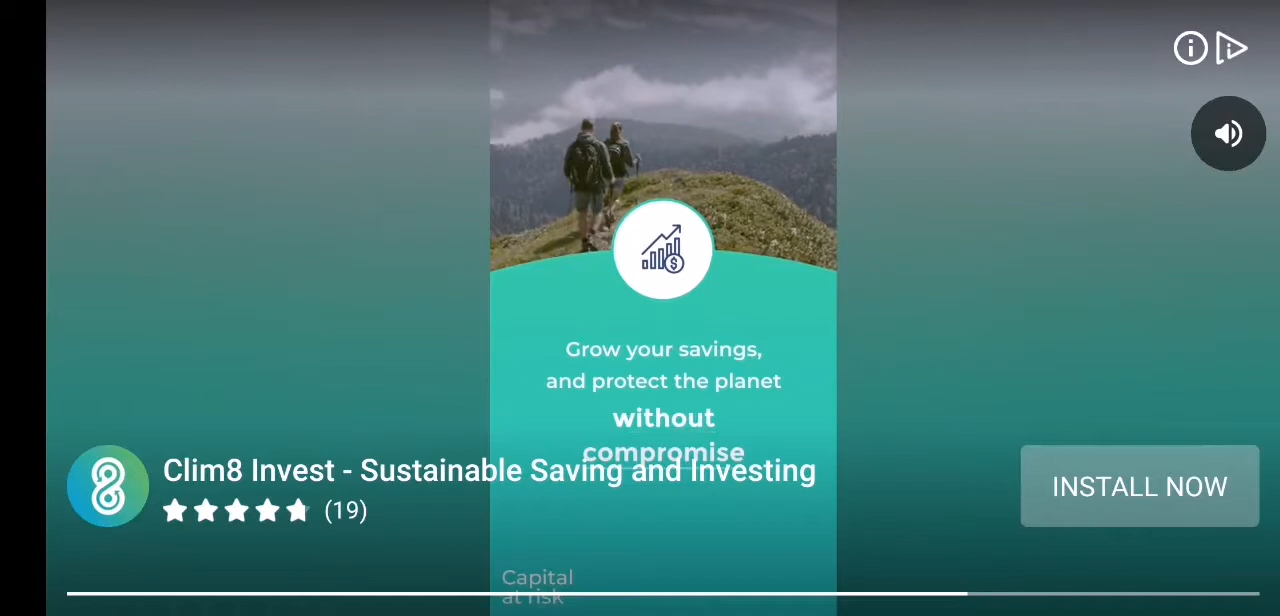 Grow your savings,
and protect the planet
without
compromise
Clim8 Invest - Sustainable Saving and Investing
(19)
INSTALL NOW
Capital
at risk